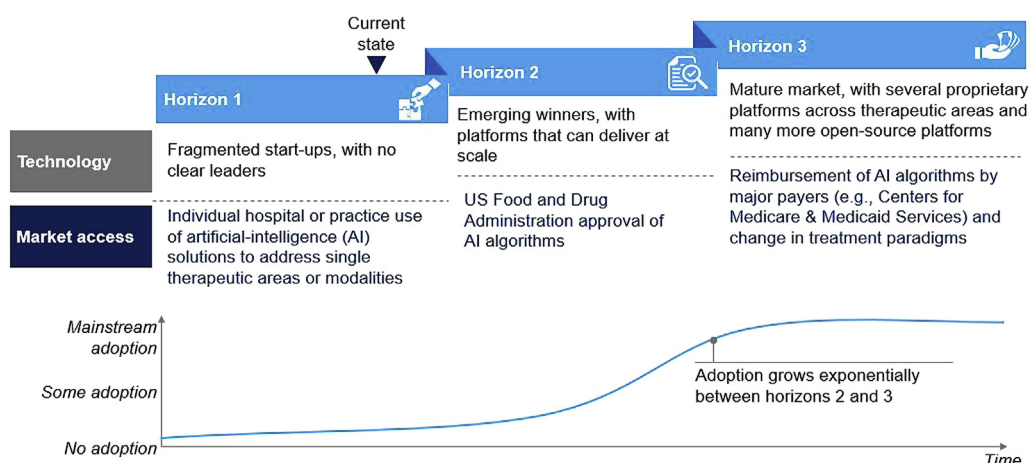 Current
state
Horizon 1
Horizon 2
Horizon 3
Technology
Fragmented start-ups, with no
clear leaders
Emerging winners, with
platforms that can deliver at
scale
Mature market, with several proprietary
platforms across therapeutic areas and
many more open-source platforms
Market access
Individual hospital or practice use
of artificial-intelligence (AI)
solutions to address single
therapeutic areas or modalities
US Food and Drug
Administration approval of
AI algorithms
Reimbursement of AI algorithms by
major payers (e.g., Centers for
Medicare & Medicaid Services) and
change in treatment paradigms
Mainstream
adoption
Some adoption
No adoption
Adoption grows exponentially
between horizons 2 and 3
Time